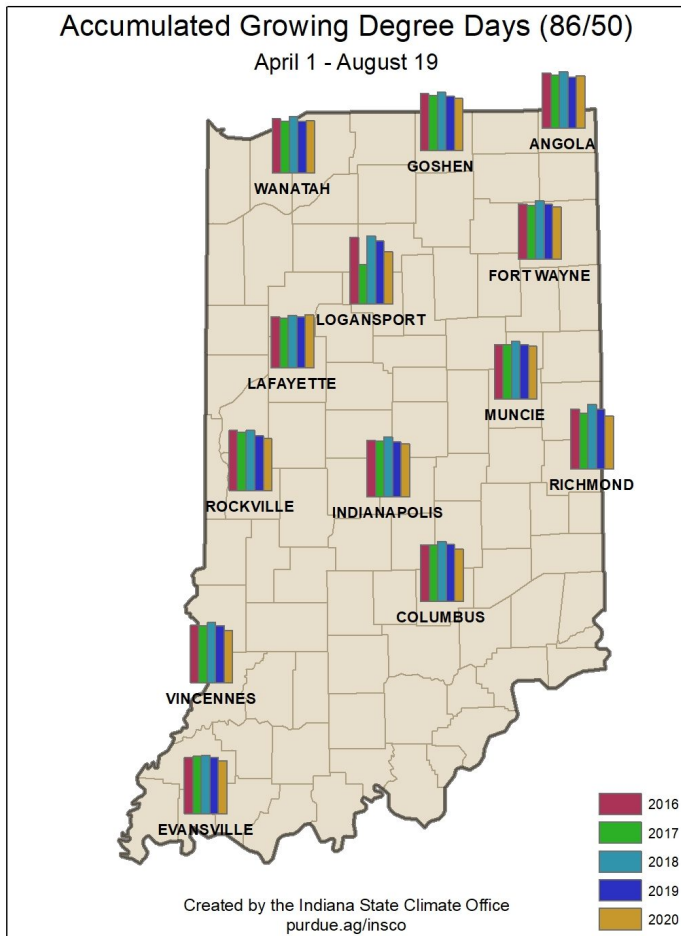 Accumulated Growing Degree Days (86/50)
April 1 - August 19
ANGOLA
GOSHEN
WANATAH
FORT WAYNE
LOGANSPORT
LAFAYETTE
MUNCIE
RICHMOND
ROCKVILLE
INDIANAPOLIS
COLUMBUS
VINCENNES
EVANSVILLE
2016
2017
2018
2019
2020
Created by the Indiana State Climate Office
purdue.ag/insco